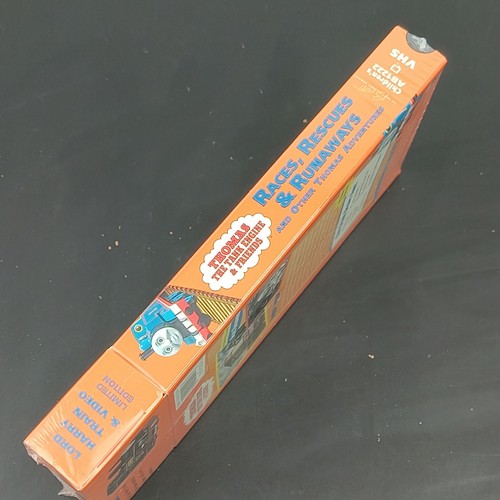 Children's
AB1222
VHS
RACES, RESCUES
& RUNAWAYS
AND OTHER THOMAS ADVENTURES
THOMAS
THE TANK ENGINE
& FRIENDS
LORD
HARRY
TRAIN
& VIDEO
LIMITED
EDITION